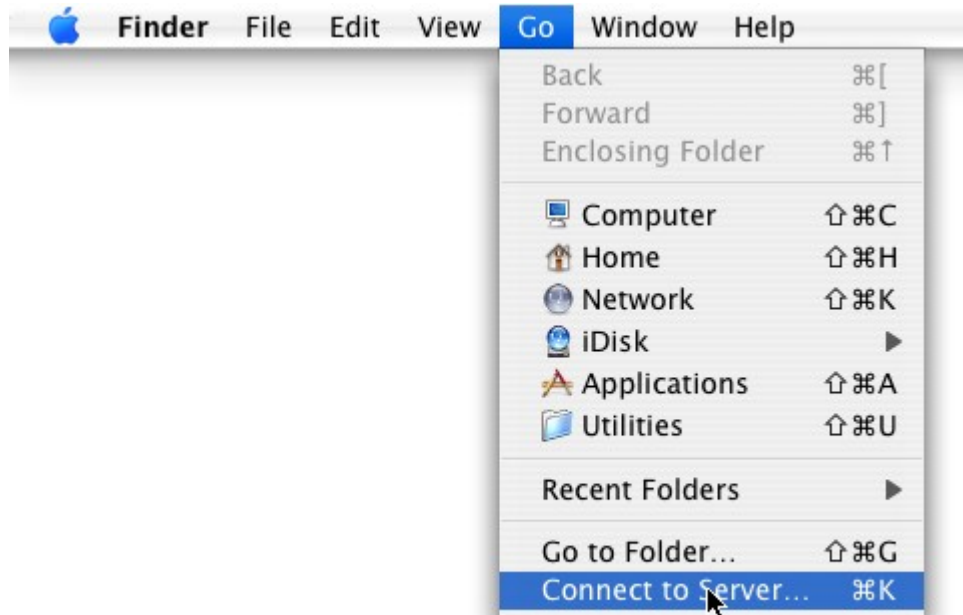 Finder File Edit View Go Window Help
Back ⌘[
Forward ⌘]
Enclosing Folder ⌘↑
Computer ⇧⌘C
Home ⇧⌘H
Network ⇧⌘K
iDisk ▶
Applications ⇧⌘A
Utilities ⇧⌘U
Recent Folders ▶
Go to Folder... ⇧⌘G
Connect to Server... ⌘K